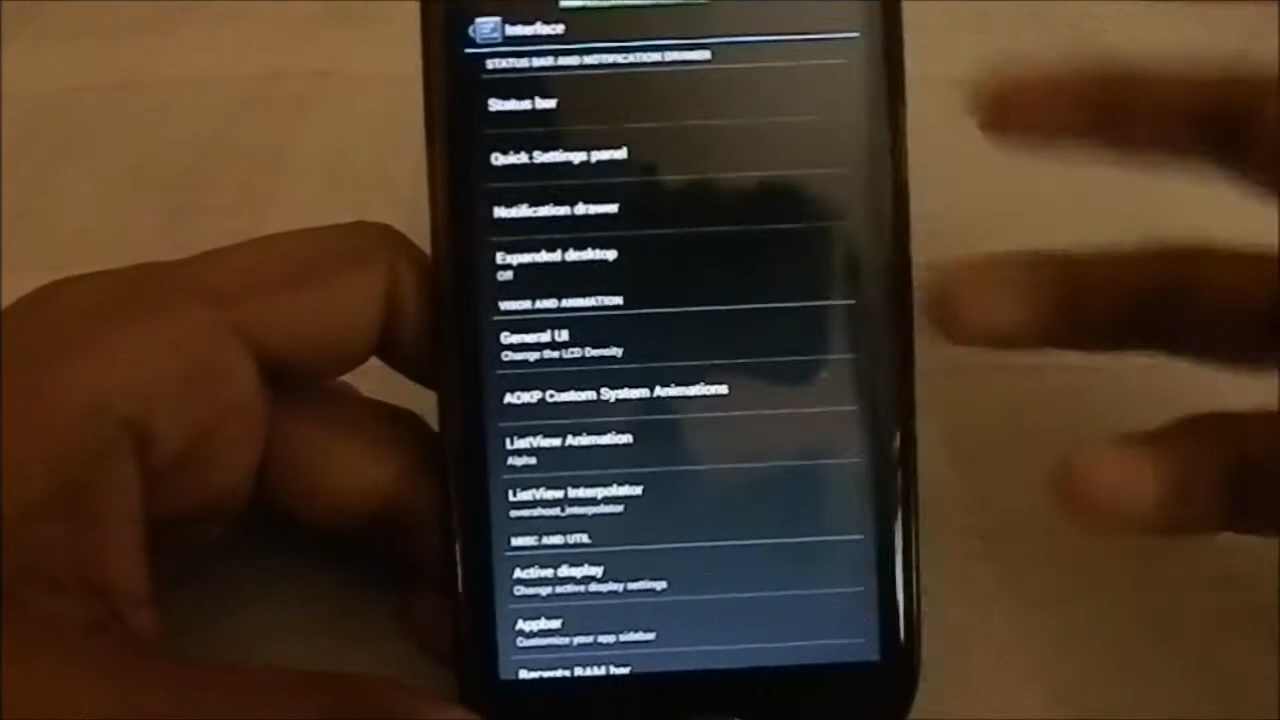 Interface
STATUS BAR AND NOTIFICATION DRAWER
Status bar
Quick Settings panel
Notification drawer
Expanded desktop
Off
VISOR AND ANIMATION
General UI
Change the LCD Density
AOKP Custom System Animations
ListView Animation
Alpha
ListView Interpolator
overshoot_interpolator
MISC AND UTIL
Active display
Change active display settings
Appbar
Customize your app sidebar
Recents RAM bar